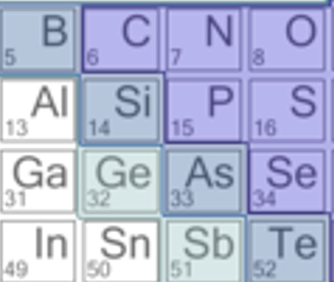 B C N O
5 6 7 8
Al Si P S
13 14 15 16
Ga Ge As Se
31 32 33 34
In Sn Sb Te
49 50 51 52